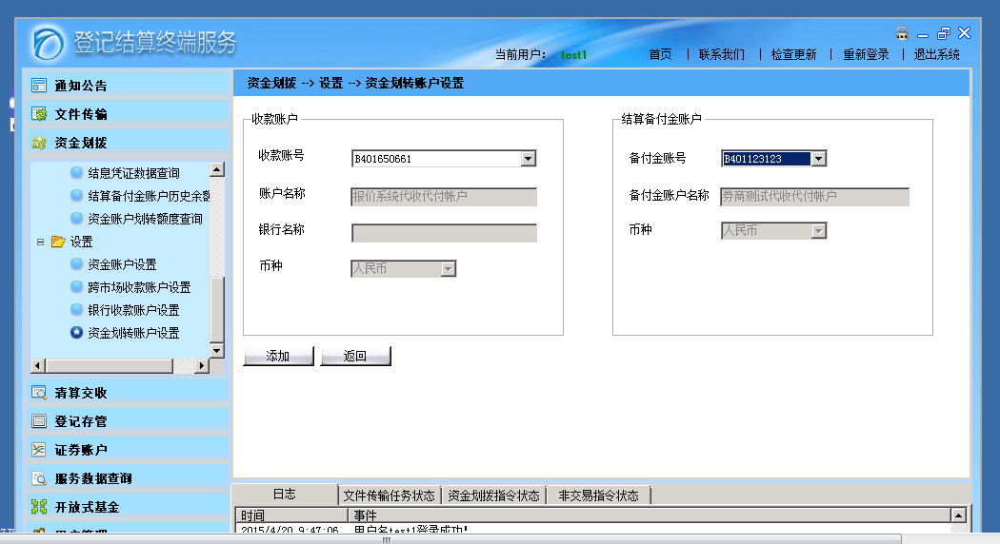 登记结算终端服务
当前用户： test1 首页 | 联系我们 | 检查更新 | 重新登录 | 退出系统
通知公告
文件传输
资金划拨
结息凭证数据查询
结算备付金账户历史余额
资金账户划转额度查询
设置
资金账户设置
跨市场收款账户设置
银行收款账户设置
资金划转账户设置
清算交收
登记存管
证券账户
服务数据查询
开放式基金
资金划拨 --> 设置 --> 资金划转账户设置
收款账户
收款账号 B401650661
账户名称 报价系统代收代付帐户
银行名称
币种 人民币
结算备付金账户
备付金账号 B401123123
备付金账户名称 券商测试代收代付帐户
币种 人民币
添加 返回
日志 文件传输任务状态 资金划拨指令状态 非交易指令状态
时间 事件
2015/4/20 9:47:06 用户名test1登录成功！